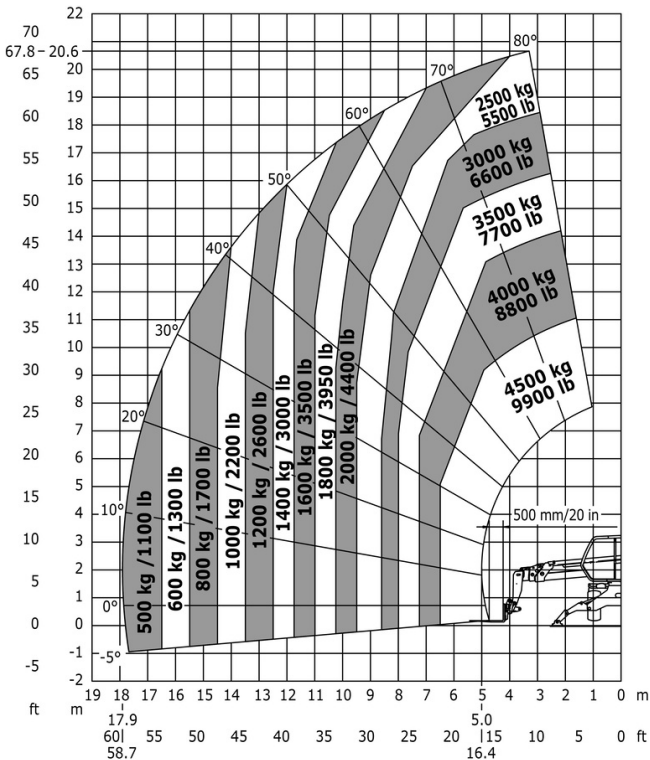 22
70
21
80°
67.8 – 20.6
70°
65
20
2500 kg
5500 lb
19
60
60°
18
3000 kg
6600 lb
55
17
16
50°
50
3500 kg
7700 lb
15
45
14
40°
13
4000 kg
8800 lb
40
12
11
35
30°
10
30
9
4500 kg
9900 lb
8
25
20°
7
20
6
5
15
10°
4
500 mm/20 in
10
3
2
5
1
0°
0
0
-1
-5°
-5
-2
500 kg /1100 lb
600 kg /1300 lb
800 kg /1700 lb
1000 kg /2200 lb
1200 kg /2600 lb
1400 kg /3000 lb
1600 kg /3500 lb
1800 kg /3950 lb
2000 kg /4400 lb
ft m 19 18 17 16 15 14 13 12 11 10 9 8 7 6 5 4 3 2 1 0 m
17.9 5.0
60 55 50 45 40 35 30 25 20 15 10 5 0 ft
58.7 16.4